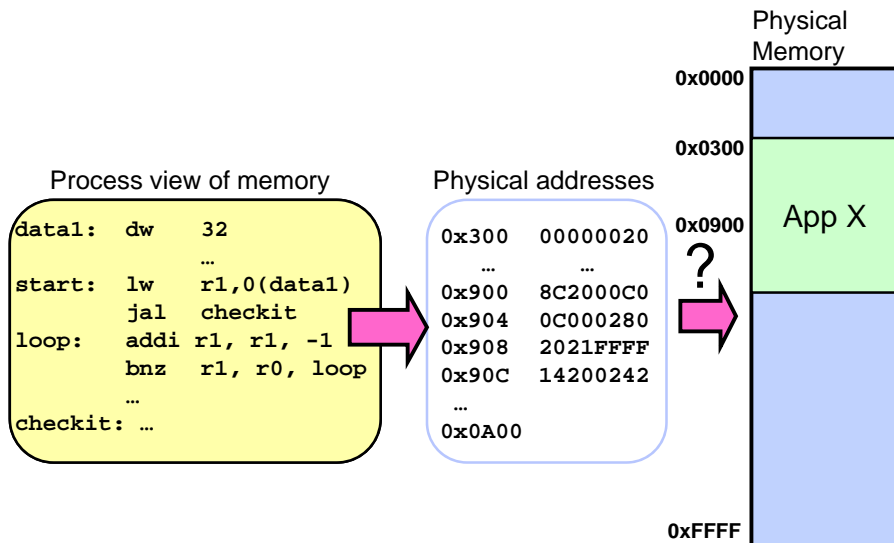 Process view of memory
data1: dw 32
…
start: lw r1,0(data1)
jal checkit
loop: addi r1, r1, -1
bnz r1, r0, loop
…
checkit: …
Physical addresses
0x300 00000020
… …
0x900 8C2000C0
0x904 0C000280
0x908 2021FFFF
0x90C 14200242
…
0x0A00
?
Physical
Memory
0x0000
0x0300
0x0900
App X
0xFFFF